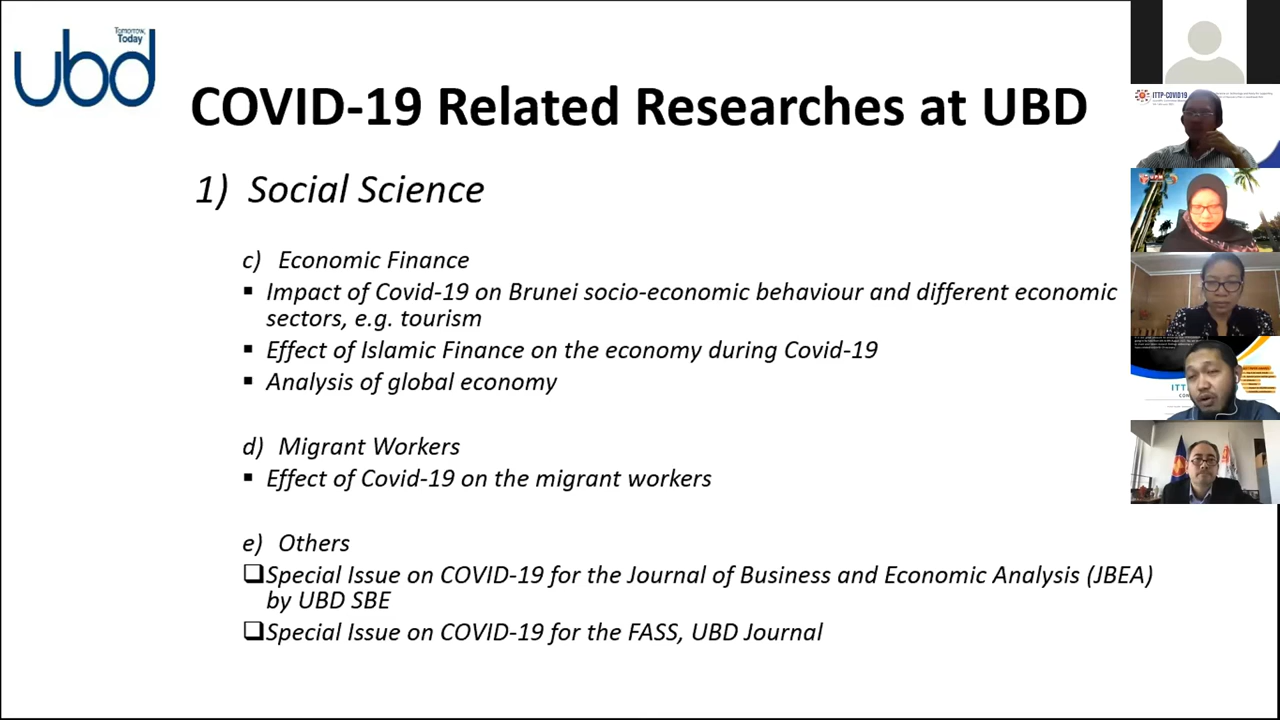 Tomorrow,
Today
ubd
COVID-19 Related Researches at UBD
1) Social Science
c) Economic Finance
▪ Impact of Covid-19 on Brunei socio-economic behaviour and different economic
sectors, e.g. tourism
▪ Effect of Islamic Finance on the economy during Covid-19
▪ Analysis of global economy
d) Migrant Workers
▪ Effect of Covid-19 on the migrant workers
e) Others
❑Special Issue on COVID-19 for the Journal of Business and Economic Analysis (JBEA)
by UBD SBE
❑Special Issue on COVID-19 for the FASS, UBD Journal
ITTP-COVID19
UPM